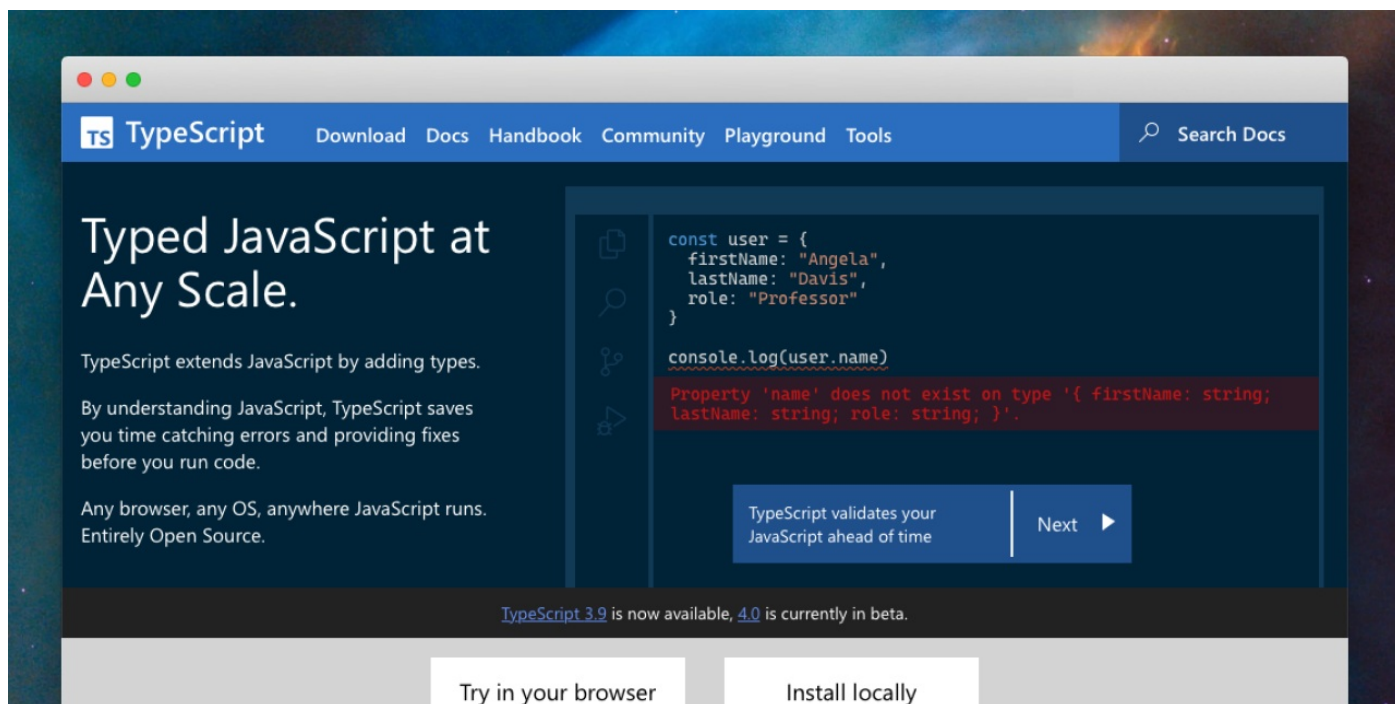 TS TypeScript Download Docs Handbook Community Playground Tools Search Docs
Typed JavaScript at
Any Scale.
TypeScript extends JavaScript by adding types.
By understanding JavaScript, TypeScript saves
you time catching errors and providing fixes
before you run code.
Any browser, any OS, anywhere JavaScript runs.
Entirely Open Source.
const user = {
  firstName: "Angela",
  lastName: "Davis",
  role: "Professor"
}
console.log(user.name)
Property 'name' does not exist on type '{ firstName: string;
lastName: string; role: string; }'.
TypeScript validates your
JavaScript ahead of time
Next
TypeScript 3.9 is now available, 4.0 is currently in beta.
Try in your browser
Install locally